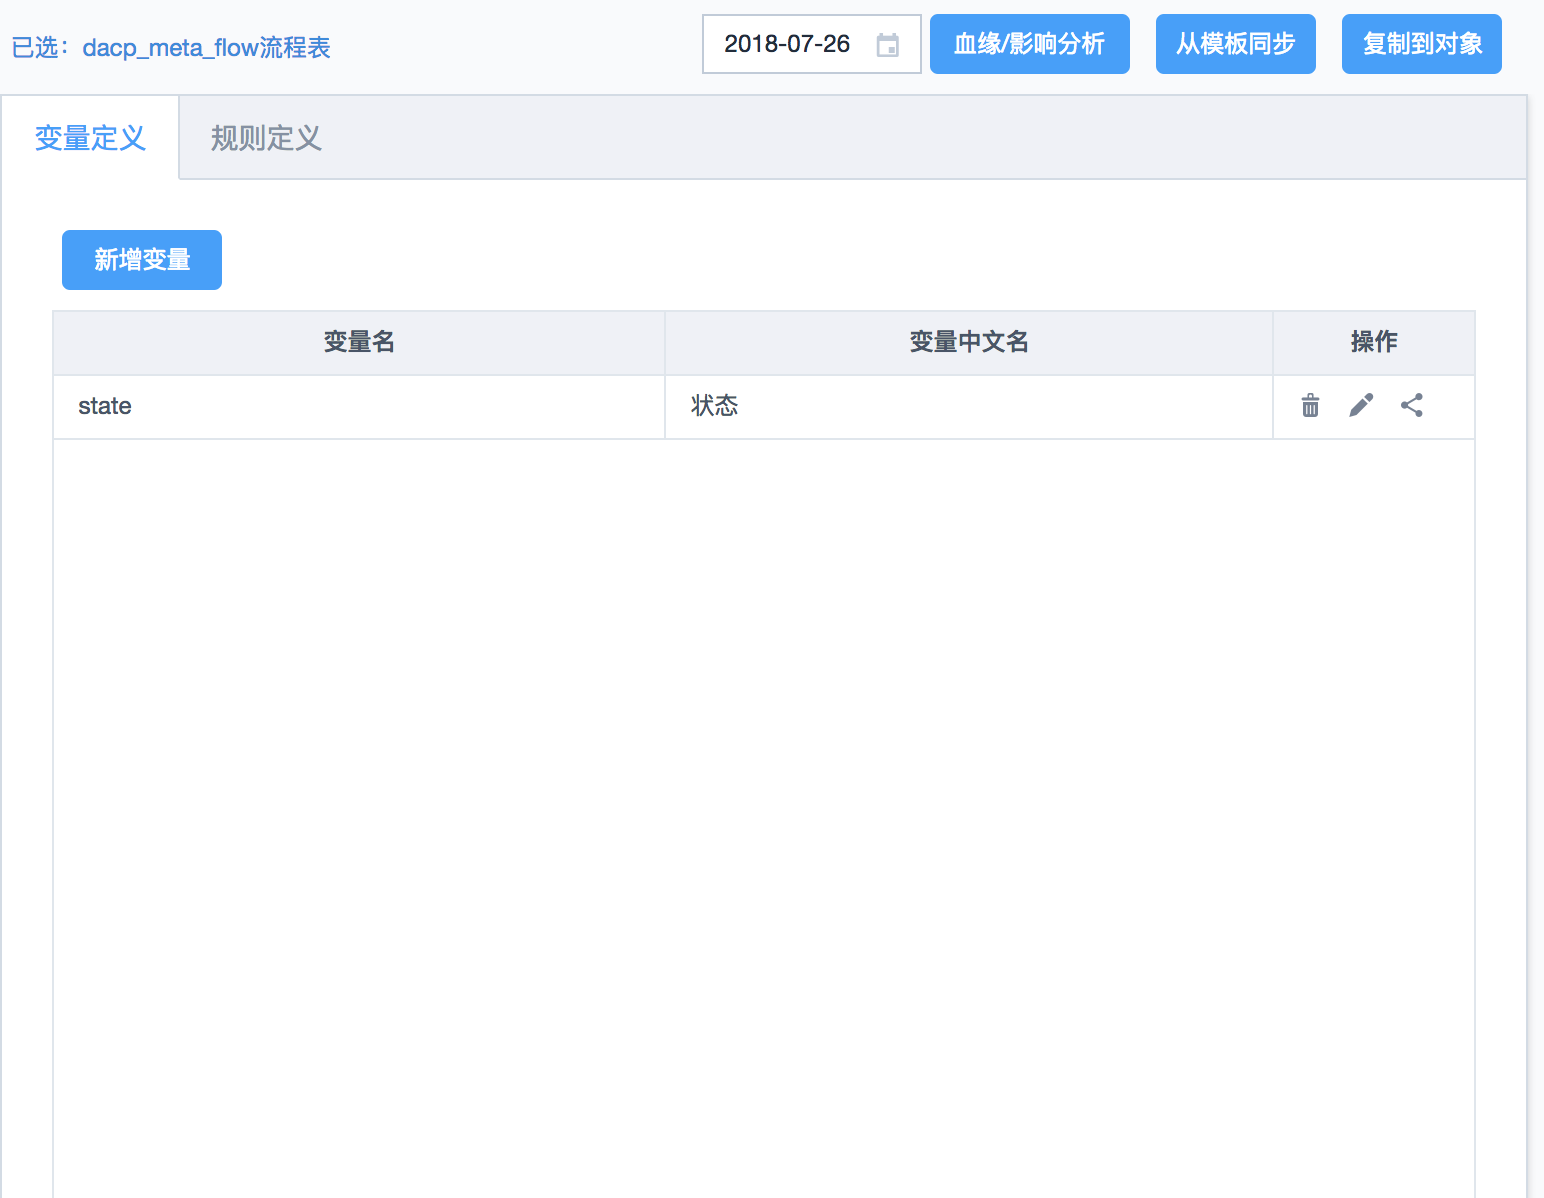 已选：dacp_meta_flow流程表
2018-07-26
血缘/影响分析
从模板同步
复制到对象
变量定义
规则定义
新增变量
变量名 变量中文名 操作
state 状态